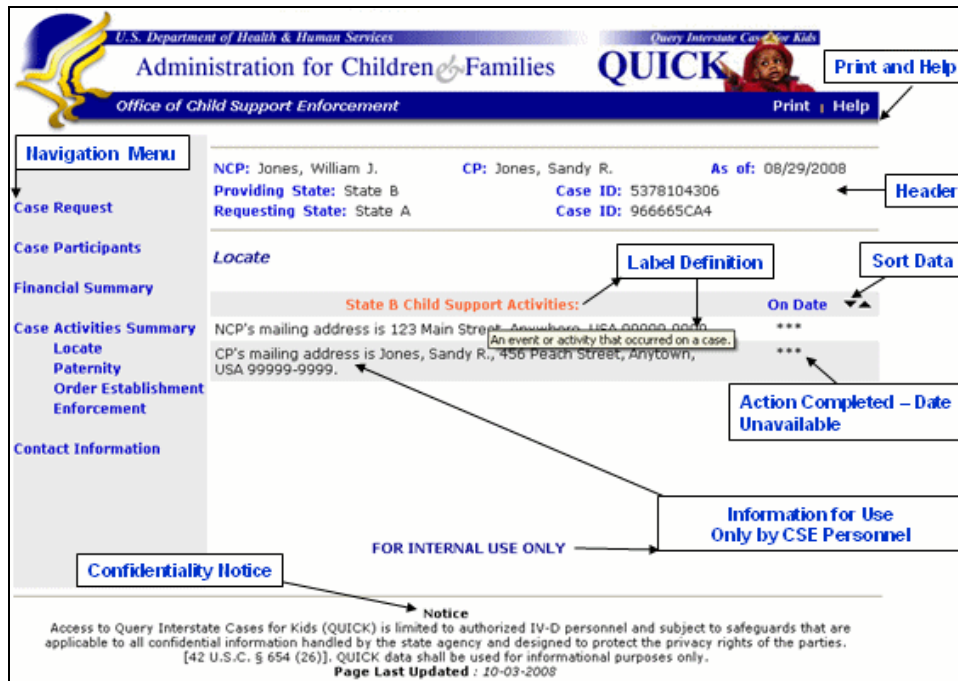 U.S. Department of Health & Human Services
Query Interstate Cases for Kids
Administration for Children & Families
QUICK
Print and Help
Office of Child Support Enforcement
Print | Help
Navigation Menu
NCP: Jones, William J. CP: Jones, Sandy R. As of: 08/29/2008
Providing State: State B Case ID: 5378104306
Header
Requesting State: State A Case ID: 966665CA4
Case Request
Case Participants
Financial Summary
Case Activities Summary
Locate
Paternity
Order Establishment
Enforcement
Contact Information
Locate
Label Definition
Sort Data
State B Child Support Activities: On Date
NCP's mailing address is 123 Main Street, Anywhere, USA 99999-9999 ***
An event or activity that occurred on a case.
CP's mailing address is Jones, Sandy R., 456 Peach Street, Anytown, ***
USA 99999-9999.
Action Completed – Date
Unavailable
Information for Use
Only by CSE Personnel
FOR INTERNAL USE ONLY
Confidentiality Notice
Notice
Access to Query Interstate Cases for Kids (QUICK) is limited to authorized IV-D personnel and subject to safeguards that are
applicable to all confidential information handled by the state agency and designed to protect the privacy rights of the parties.
[42 U.S.C. § 654 (26)]. QUICK data shall be used for informational purposes only.
Page Last Updated : 10-03-2008